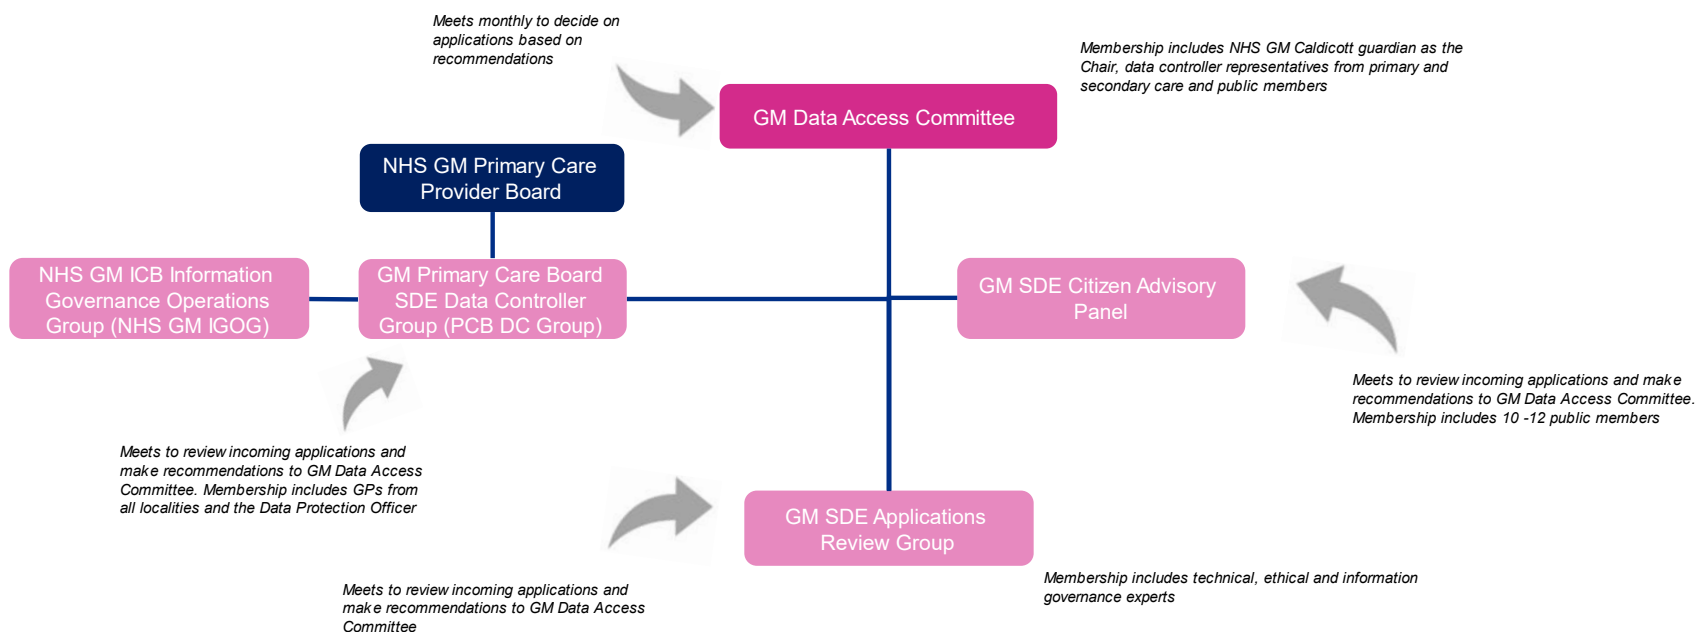 Meets monthly to decide on
applications based on
recommendations
Membership includes NHS GM Caldicott guardian as the
Chair, data controller representatives from primary and
secondary care and public members
GM Data Access Committee
NHS GM Primary Care
Provider Board
NHS GM ICB Information
Governance Operations
Group (NHS GM IGOG)
GM Primary Care Board
SDE Data Controller
Group (PCB DC Group)
GM SDE Citizen Advisory
Panel
Meets to review incoming applications and make
recommendations to GM Data Access Committee.
Membership includes 10 -12 public members
Meets to review incoming applications and
make recommendations to GM Data Access
Committee. Membership includes GPs from
all localities and the Data Protection Officer
GM SDE Applications
Review Group
Meets to review incoming applications and
make recommendations to GM Data Access
Committee
Membership includes technical, ethical and information
governance experts